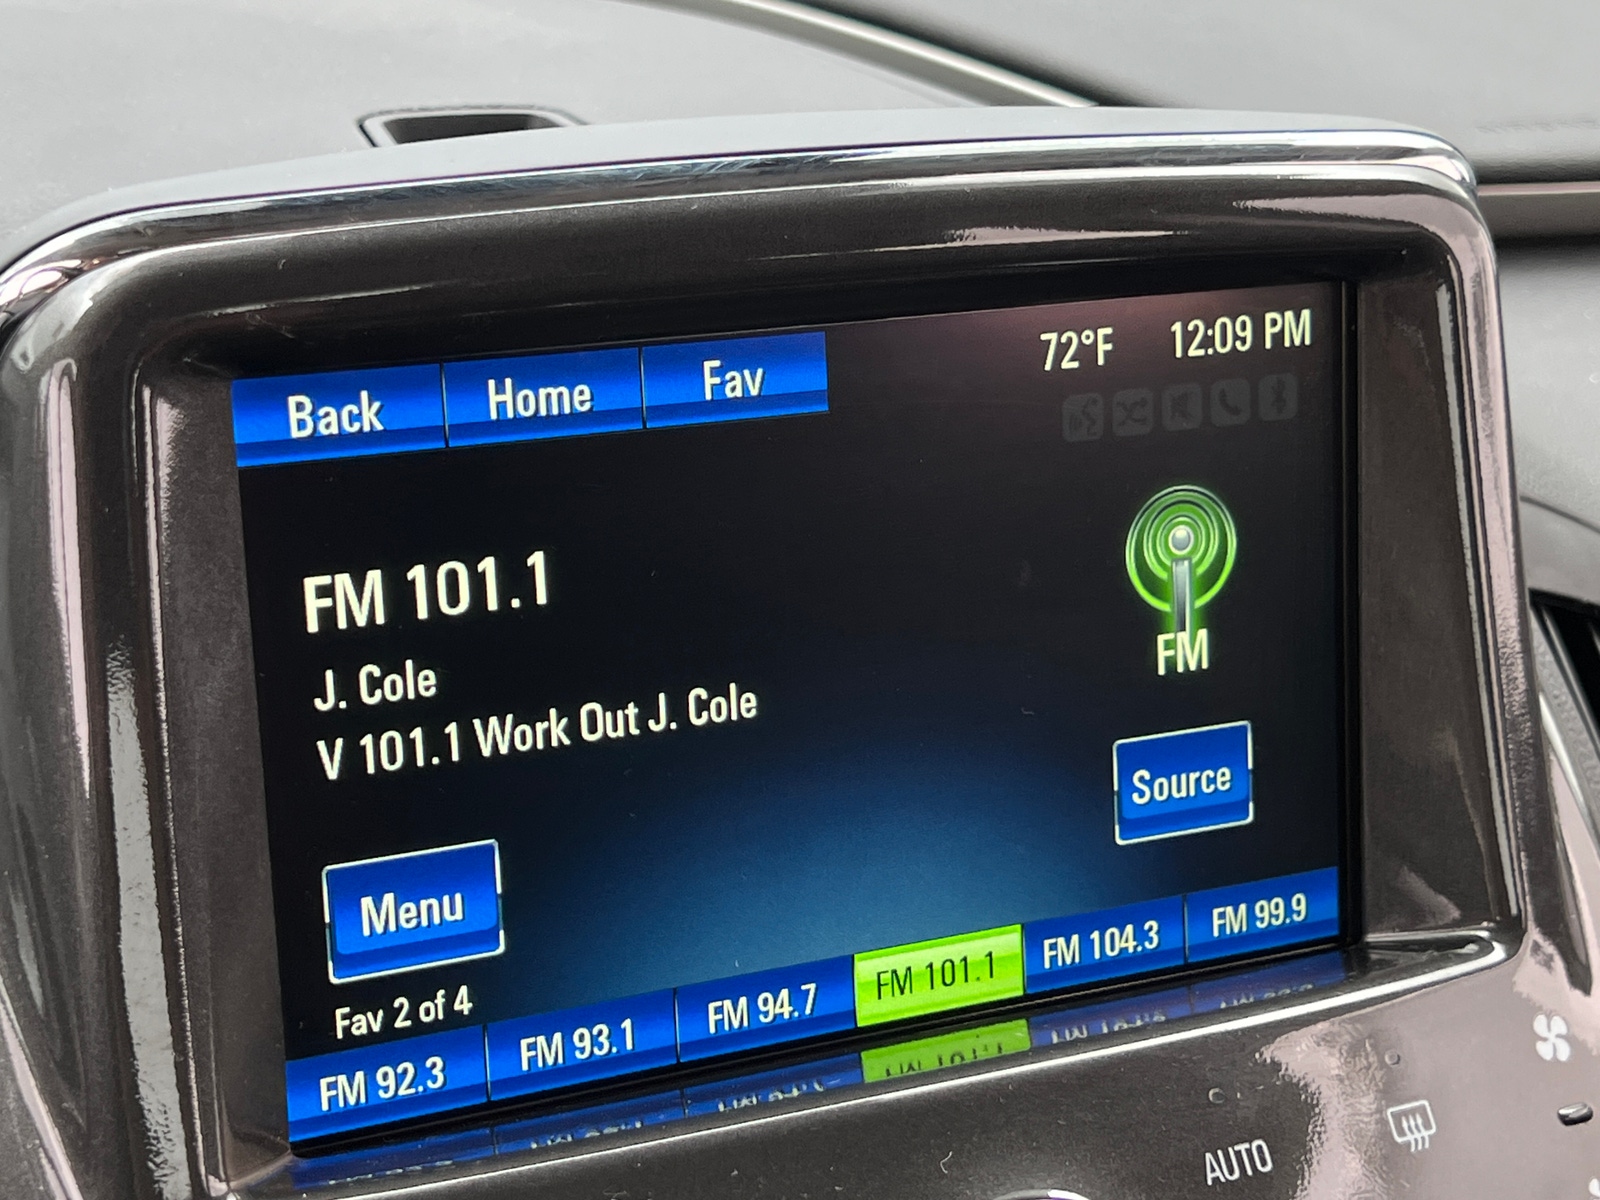 Back Home Fav 72°F 12:09 PM
FM 101.1
J. Cole
V 101.1 Work Out J. Cole
FM
Source
Menu
Fav 2 of 4
FM 92.3 FM 93.1 FM 94.7 FM 101.1 FM 104.3 FM 99.9
AUTO